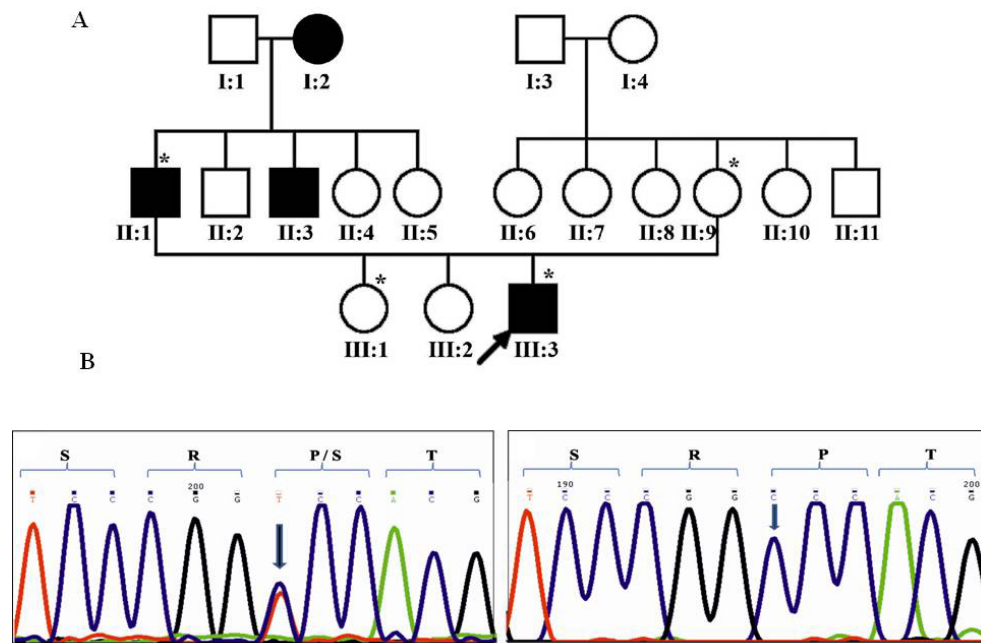 A
I:1 I:2 I:3 I:4
* *
II:1 II:2 II:3 II:4 II:5 II:6 II:7 II:8 II:9 II:10 II:11
* *
III:1 III:2 III:3
B
S R P/S T
200
T C C C G G T C C A C G
S R P T
190 200
T C C C G G C C C A C G